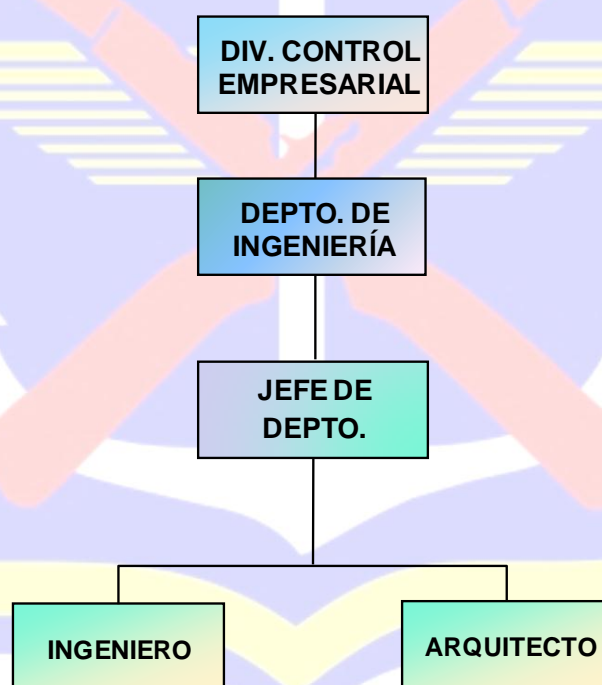 DIV. CONTROL
EMPRESARIAL
DEPTO. DE
INGENIERÍA
JEFE DE
DEPTO.
INGENIERO
ARQUITECTO